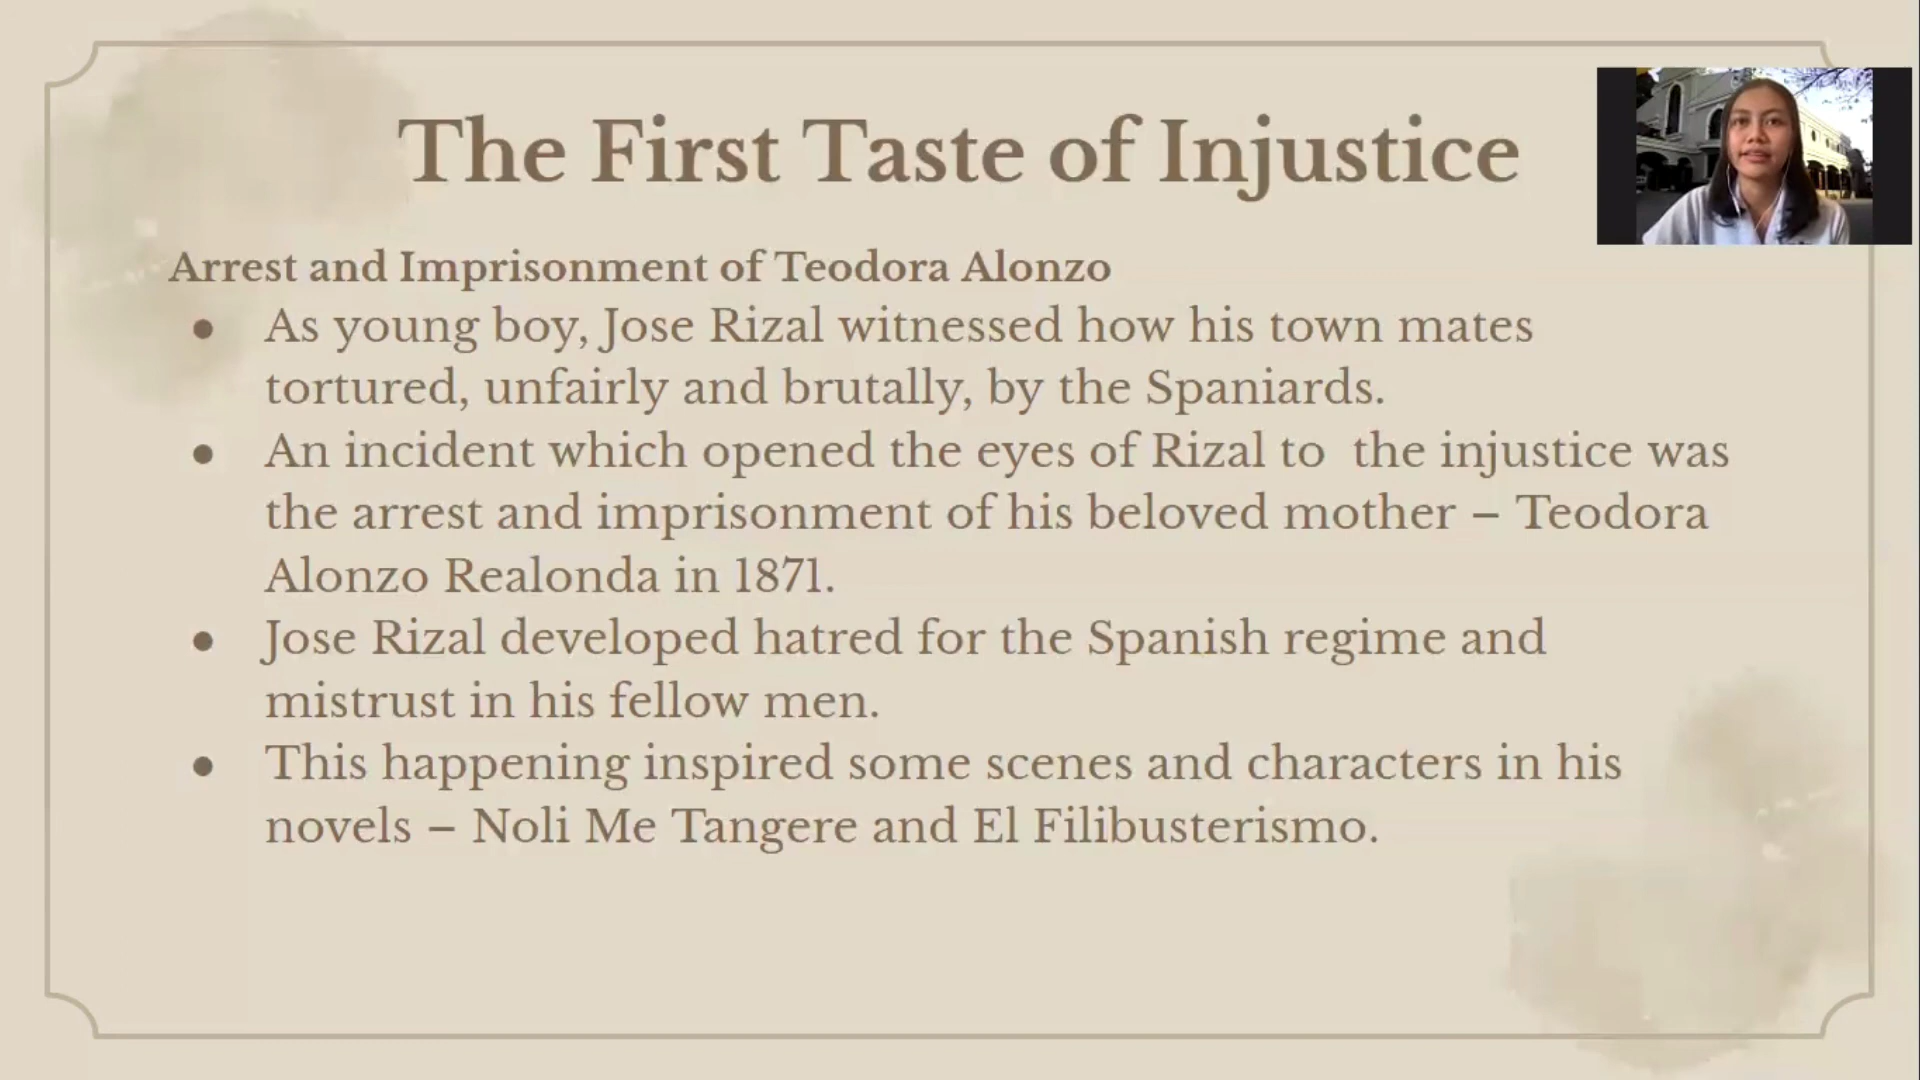 The First Taste of Injustice
Arrest and Imprisonment of Teodora Alonzo
● As young boy, Jose Rizal witnessed how his town mates
tortured, unfairly and brutally, by the Spaniards.
● An incident which opened the eyes of Rizal to  the injustice was
the arrest and imprisonment of his beloved mother – Teodora
Alonzo Realonda in 1871.
● Jose Rizal developed hatred for the Spanish regime and
mistrust in his fellow men.
● This happening inspired some scenes and characters in his
novels – Noli Me Tangere and El Filibusterismo.